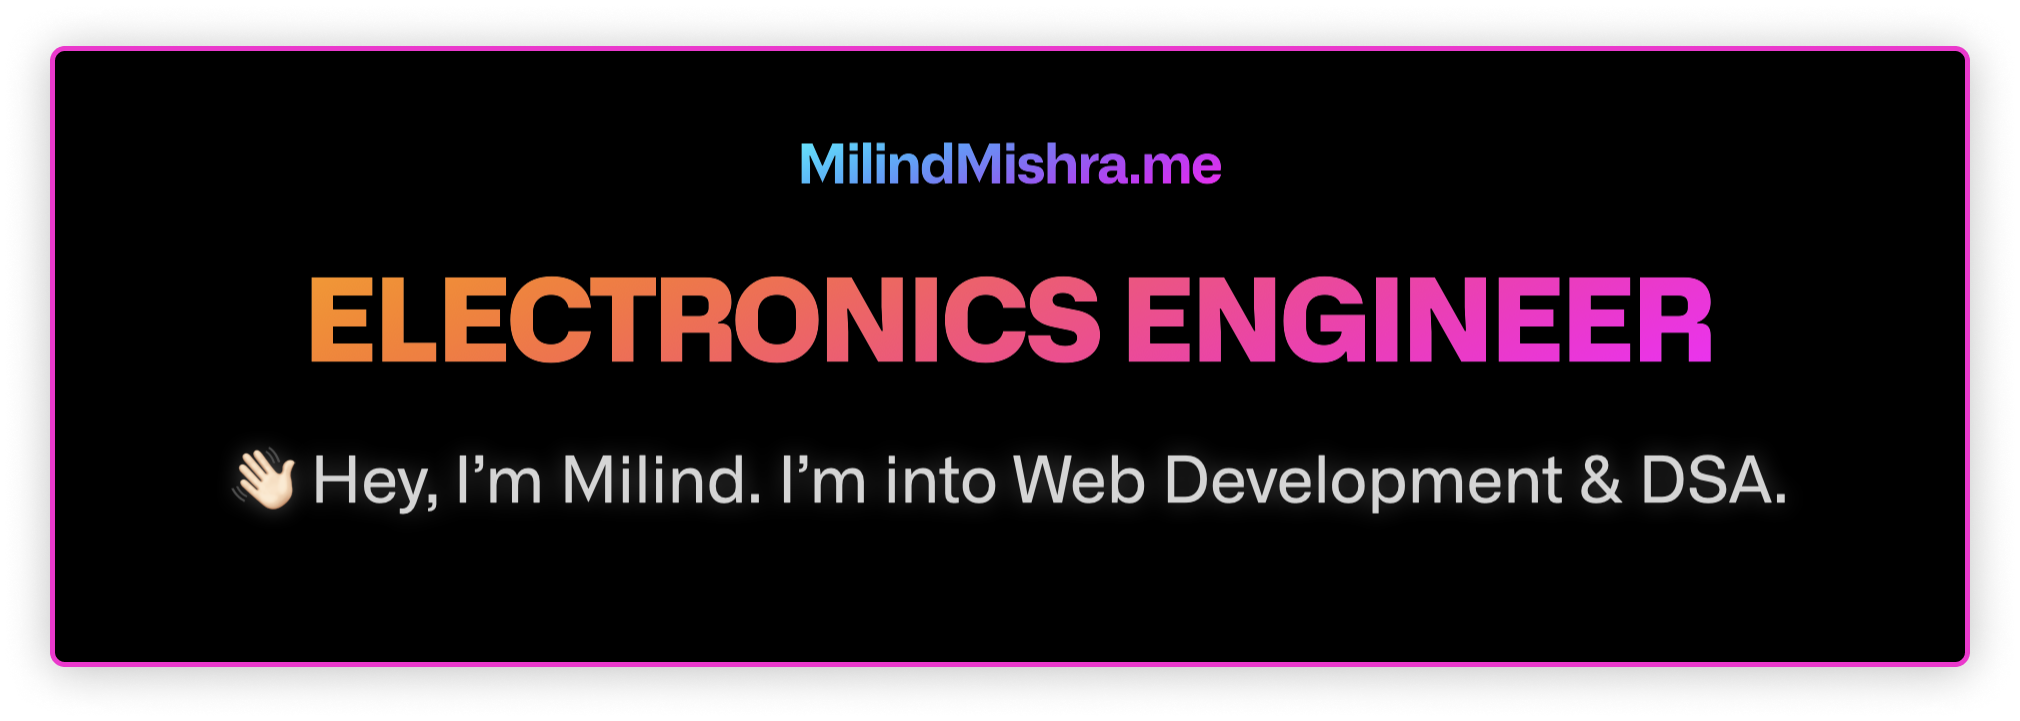 MilindMishra.me
ELECTRONICS ENGINEER
👋🏻 Hey, I’m Milind. I’m into Web Development & DSA.